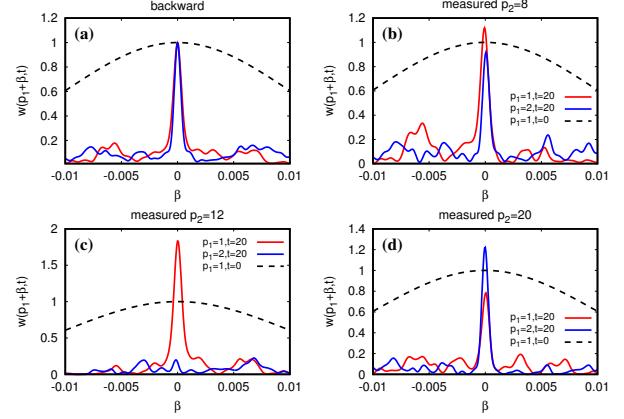 backward
(a)
w(p1+β,t)
1.2
1
0.8
0.6
0.4
0.2
-0.01 -0.005 0 0.005 0.01
β
measured p2=8
(b)
w(p1+β,t)
1.2
1
0.8
0.6
0.4
0.2
0
p1=1,t=20
p1=2,t=20
p1=1,t=0
-0.01 -0.005 0 0.005 0.01
β
measured p2=12
(c)
w(p1+β,t)
2
1.5
1
0.5
0
p1=1,t=20
p1=2,t=20
p1=1,t=0
-0.01 -0.005 0 0.005 0.01
β
measured p2=20
(d)
w(p1+β,t)
1.4
1.2
1
0.8
0.6
0.4
0.2
0
p1=1,t=20
p1=2,t=20
p1=1,t=0
-0.01 -0.005 0 0.005 0.01
β